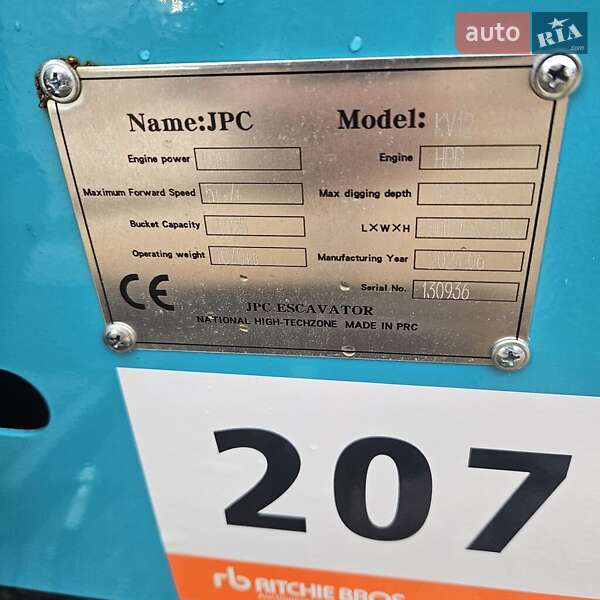 auto RIA.com
Name:JPC Model: KV12
Engine power Engine
Maximum Forward Speed Max digging depth
Bucket Capacity L×W×H
Operating weight Manufacturing Year
Serial No. 130936
CE
JPC ESCAVATOR
NATIONAL HIGH-TECHZONE MADE IN PRC
207
rb RITCHIE BROS